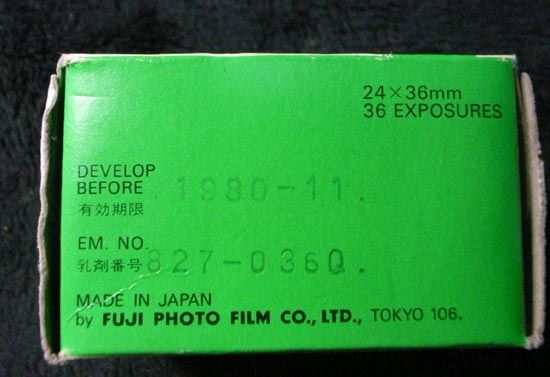 24×36mm
36 EXPOSURES
DEVELOP
BEFORE 1980-11.
有効期限
EM. NO.
乳剤番号 827-036Q.
MADE IN JAPAN
by FUJI PHOTO FILM CO., LTD., TOKYO 106.